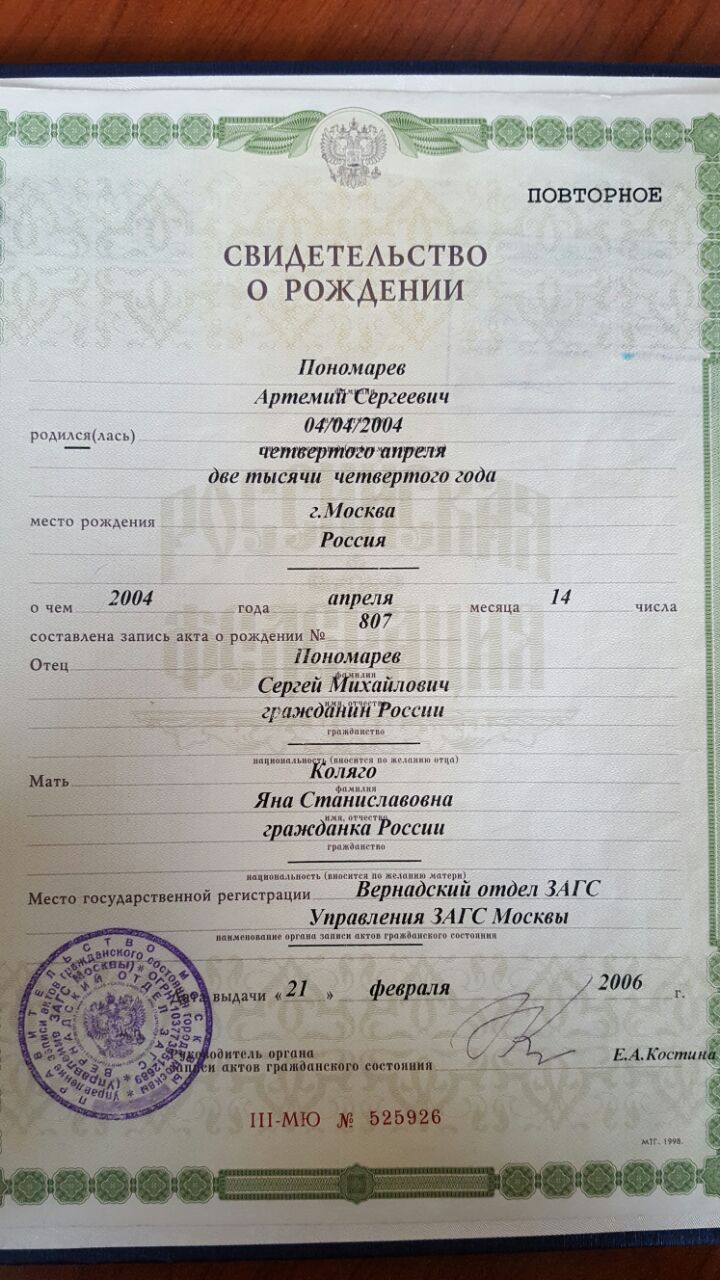 ПОВТОРНОЕ
СВИДЕТЕЛЬСТВО
О РОЖДЕНИИ
РОССИЙСКАЯ
ФЕДЕРАЦИЯ
Пономарев
фамилия
Артемий Сергеевич
04/04/2004
родился(лась)
четвертого апреля
две тысячи четвертого года
место рождения г.Москва
Россия
о чем 2004 года апреля месяца 14 числа
составлена запись акта о рождении № 807
Отец Пономарев
фамилия
Сергей Михайлович
имя, отчество
гражданин России
гражданство
национальность (вносится по желанию отца)
Мать Коляго
фамилия
Яна Станиславовна
имя, отчество
гражданка России
гражданство
национальность (вносится по желанию матери)
Место государственной регистрации Вернадский отдел ЗАГС
Управления ЗАГС Москвы
наименование органа записи актов гражданского состояния
Дата выдачи « 21 » февраля 2006 г.
Руководитель органа
записи актов гражданского состояния Е.А.Костина
III-МЮ № 525926
МТГ. 1998.